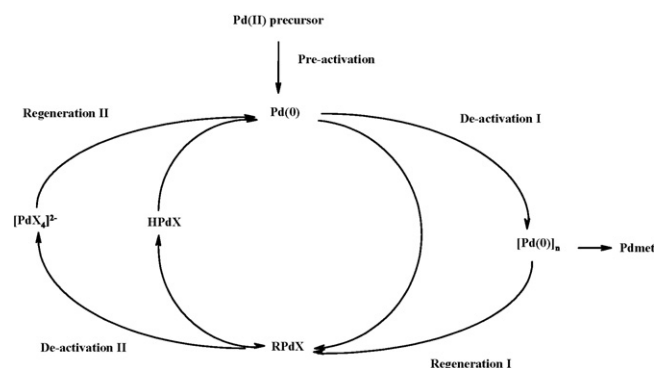 Pd(II) precursor
Pre-activation
Regeneration II
Pd(0)
De-activation I
[PdX₄]²⁻
HPdX
[Pd(0)]ₙ
Pdmet
De-activation II
RPdX
Regeneration I